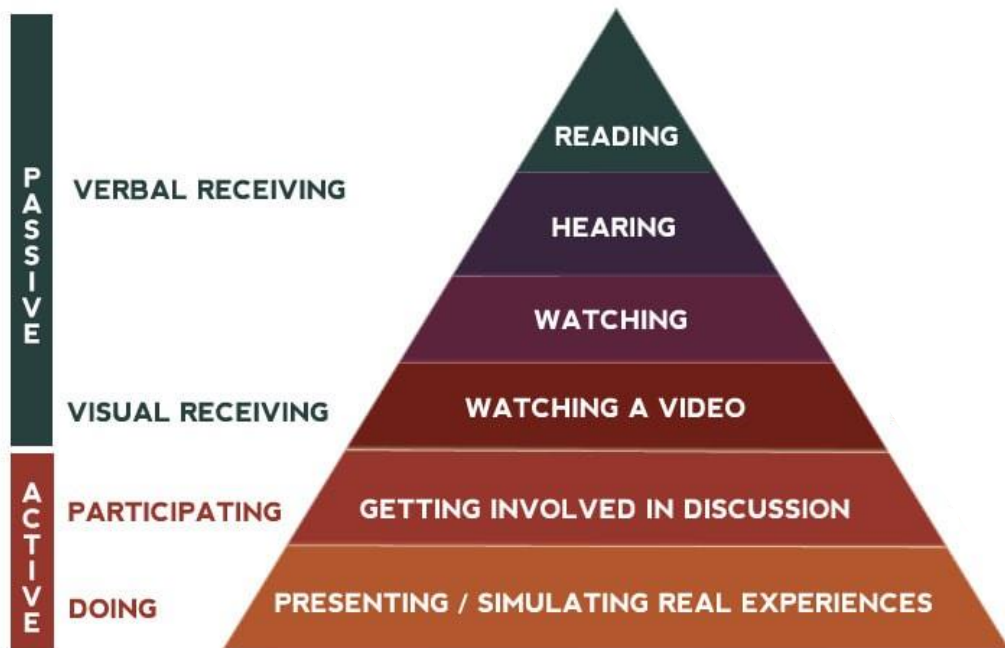 PASSIVE
VERBAL RECEIVING
VISUAL RECEIVING
ACTIVE
PARTICIPATING
DOING
READING
HEARING
WATCHING
WATCHING A VIDEO
GETTING INVOLVED IN DISCUSSION
PRESENTING / SIMULATING REAL EXPERIENCES